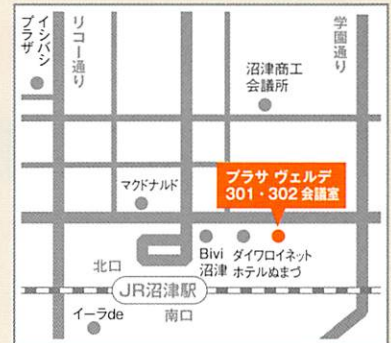 イシバシ
プラザ
リコー通り
学園通り
沼津商工
会議所
マクドナルド
プラサ ヴェルデ
301・302 会議室
Bivi
沼津
ダイワロイネット
ホテルぬまづ
北口
JR沼津駅
イーラde
南口